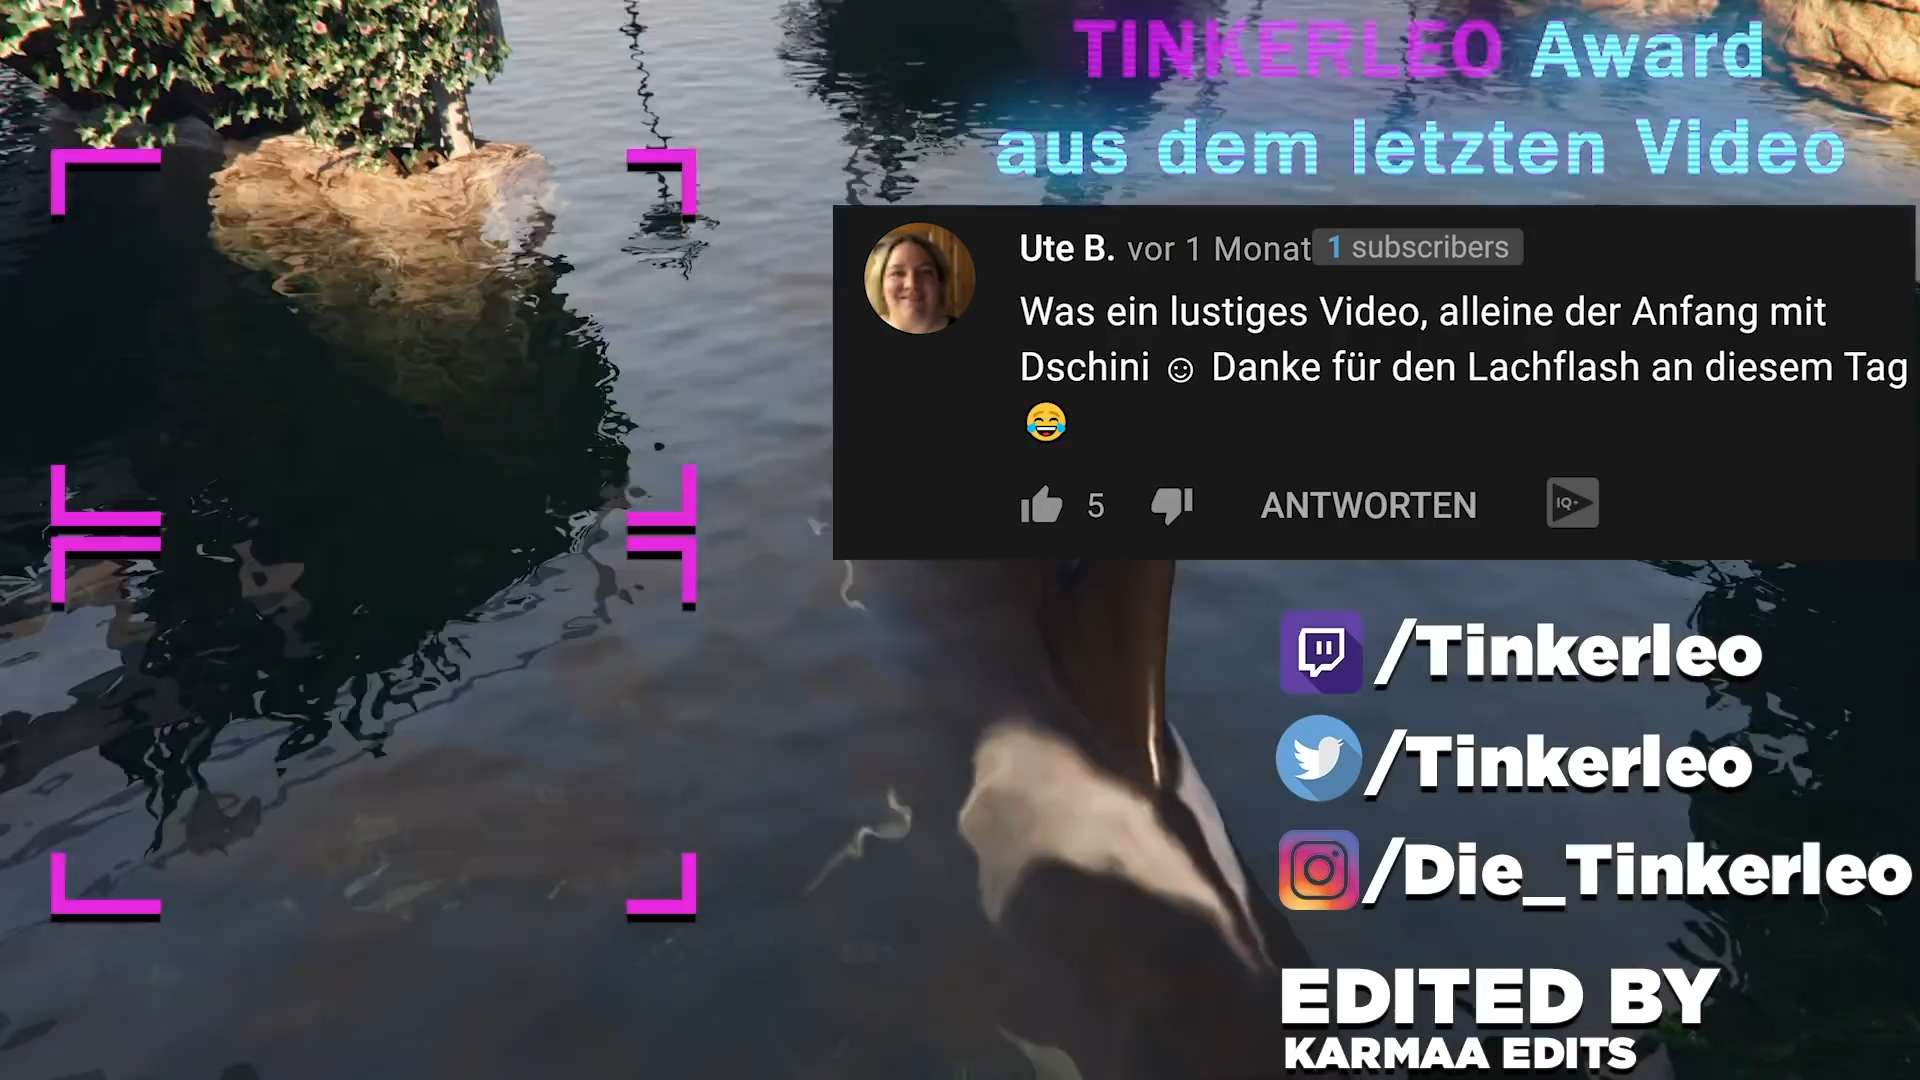 TINKERLEO Award
aus dem letzten Video
Ute B. vor 1 Monat 1 subscribers
Was ein lustiges Video, alleine der Anfang mit
Dschini ☺ Danke für den Lachflash an diesem Tag
😂
5 ANTWORTEN IQ+
/Tinkerleo
/Tinkerleo
/Die_Tinkerleo
EDITED BY
KARMAA EDITS